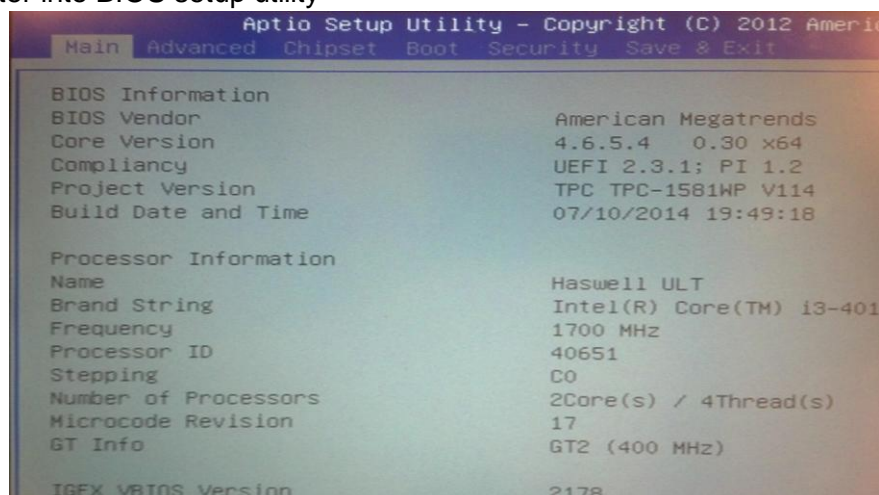 into BIOS setup utility
Aptio Setup Utility – Copyright (C) 2012
Main Advanced Chipset Boot Security Save & Exit
BIOS Information
BIOS Vendor American Megatrends
Core Version 4.6.5.4 0.30 x64
Compliancy UEFI 2.3.1; PI 1.2
Project Version TPC TPC-1581WP V114
Build Date and Time 07/10/2014 19:49:18
Processor Information
Name Haswell ULT
Brand String Intel(R) Core(TM) i3-401
Frequency 1700 MHz
Processor ID 40651
Stepping C0
Number of Processors 2Core(s) / 4Thread(s)
Microcode Revision 17
GT Info GT2 (400 MHz)
IGFX VBIOS Version 2178